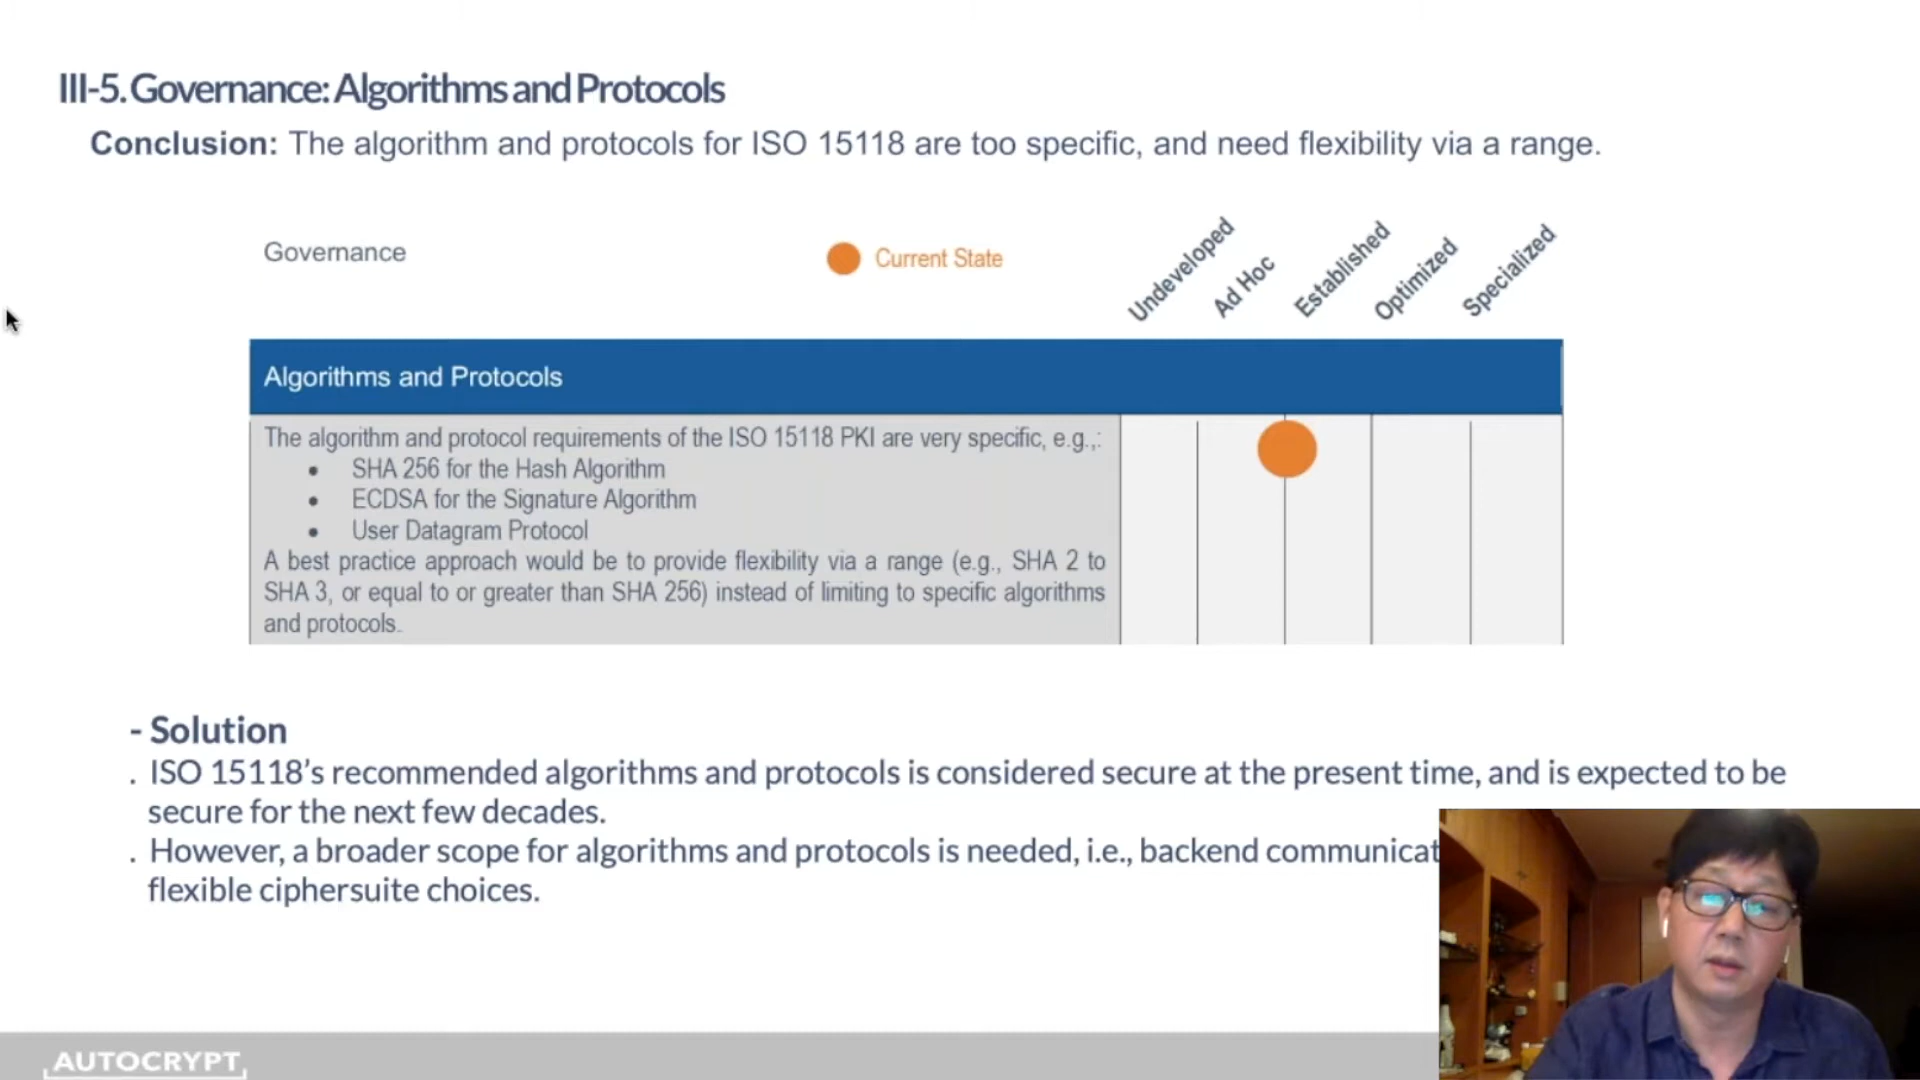 III-5. Governance: Algorithms and Protocols
Conclusion: The algorithm and protocols for ISO 15118 are too specific, and need flexibility via a range.
Governance
Current State
Undeveloped
Ad Hoc
Established
Optimized
Specialized
Algorithms and Protocols
The algorithm and protocol requirements of the ISO 15118 PKI are very specific, e.g.,:
• SHA 256 for the Hash Algorithm
• ECDSA for the Signature Algorithm
• User Datagram Protocol
A best practice approach would be to provide flexibility via a range (e.g., SHA 2 to
SHA 3, or equal to or greater than SHA 256) instead of limiting to specific algorithms
and protocols.
- Solution
. ISO 15118's recommended algorithms and protocols is considered secure at the present time, and is expected to be
secure for the next few decades.
. However, a broader scope for algorithms and protocols is needed, i.e., backend communicat
flexible ciphersuite choices.
AUTOCRYPT